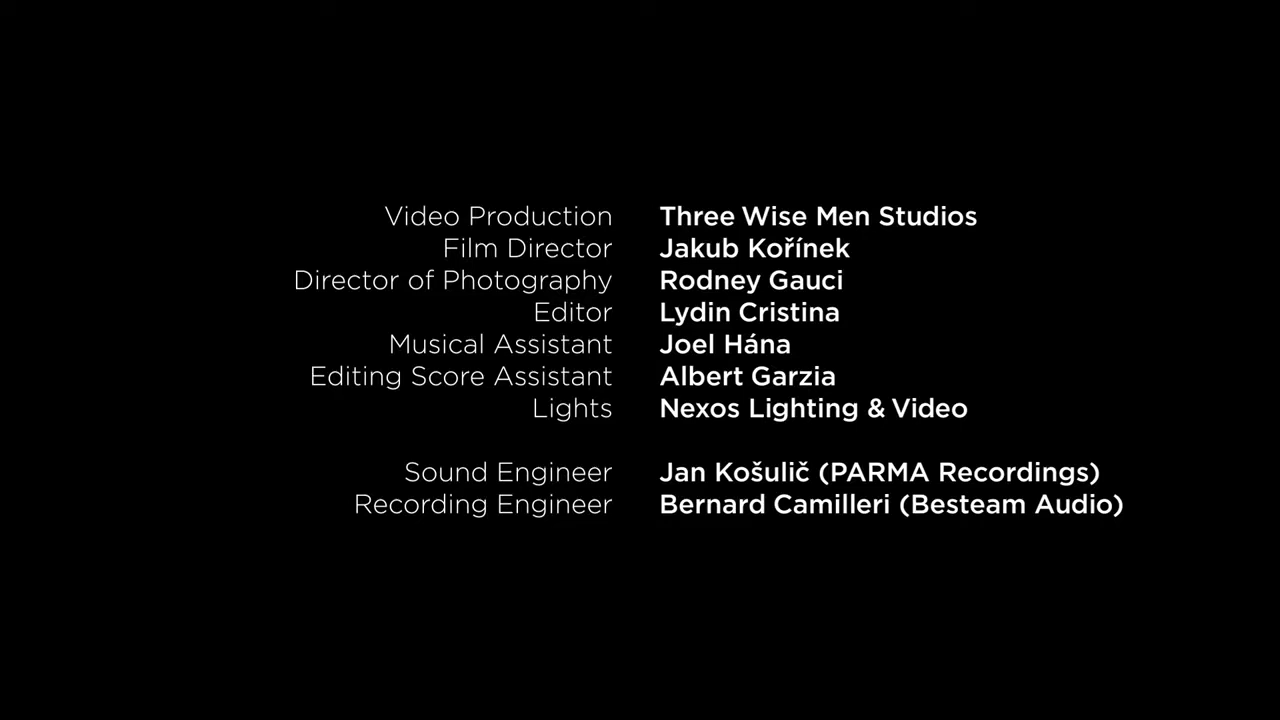 Video Production Three Wise Men Studios
Film Director Jakub Kořínek
Director of Photography Rodney Gauci
Editor Lydin Cristina
Musical Assistant Joel Hána
Editing Score Assistant Albert Garzia
Lights Nexos Lighting & Video
Sound Engineer Jan Košulič (PARMA Recordings)
Recording Engineer Bernard Camilleri (Besteam Audio)